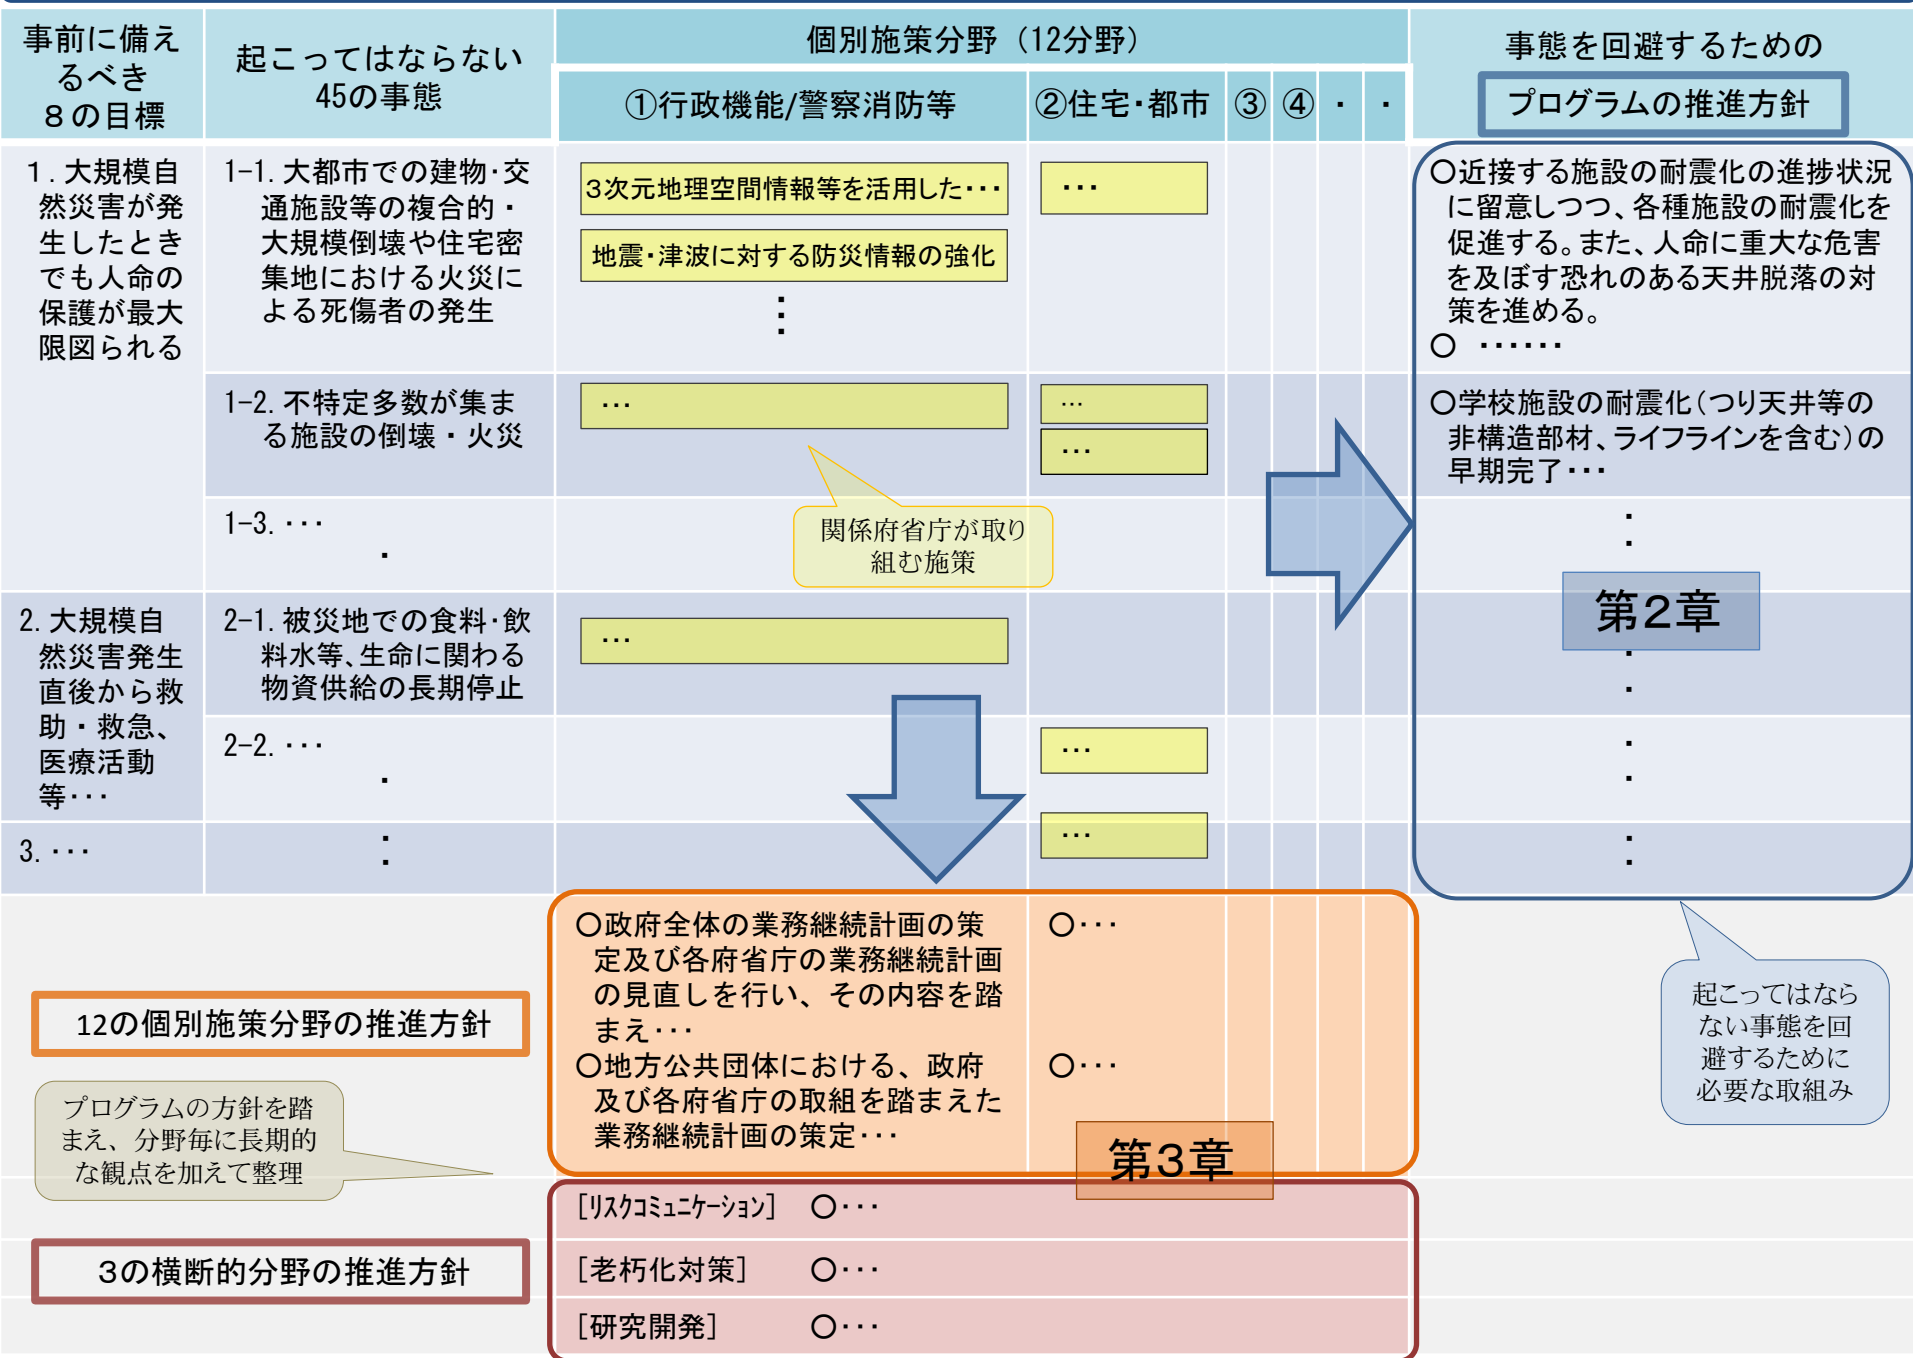 事前に備え
るべき
８の目標
起こってはならない
45の事態
個別施策分野（12分野）
①行政機能/警察消防等
②住宅・都市
③
④
・
・
事態を回避するための
プログラムの推進方針
１．大規模自
然災害が発
生したとき
でも人命の
保護が最大
限図られる
1-1．大都市での建物・交
通施設等の複合的・
大規模倒壊や住宅密
集地における火災に
よる死傷者の発生
３次元地理空間情報等を活用した・・・
・・・
地震・津波に対する防災情報の強化
・・・
〇近接する施設の耐震化の進捗状況
に留意しつつ、各種施設の耐震化を
促進する。また、人命に重大な危害
を及ぼす恐れのある天井脱落の対
策を進める。
〇 ・・・・・・
1-2．不特定多数が集ま
る施設の倒壊・火災
・・・
・・・
・・・
〇学校施設の耐震化（つり天井等の
非構造部材、ライフラインを含む）の
早期完了・・・
関係府省庁が取り
組む施策
1-3．・・・
・
・
・
第２章
2．大規模自
然災害発生
直後から救
助・救急、
医療活動
等・・・
2-1．被災地での食料・飲
料水等、生命に関わる
物資供給の長期停止
・・・
・
・
2-2．・・・
・
・・・
・
・
3．・・・
・
・
・・・
・
・
12の個別施策分野の推進方針
プログラムの方針を踏
まえ、分野毎に長期的
な観点を加えて整理
〇政府全体の業務継続計画の策
定及び各府省庁の業務継続計画
の見直しを行い、その内容を踏
まえ・・・
〇地方公共団体における、政府
及び各府省庁の取組を踏まえた
業務継続計画の策定・・・
〇・・・
〇・・・
第３章
起こってはなら
ない事態を回
避するために
必要な取組み
3の横断的分野の推進方針
［ﾘｽｸｺﾐｭﾆｹｰｼｮﾝ］ 〇・・・
［老朽化対策］ 〇・・・
［研究開発］ 〇・・・